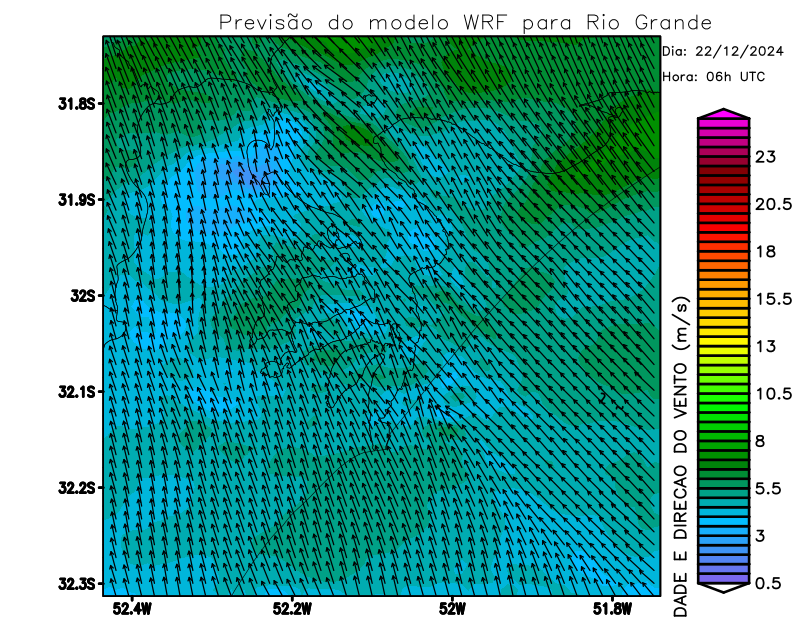 Previsão do modelo WRF para Rio Grande
Dia: 22/12/2024
Hora: 06h UTC
31.8S
31.9S
32S
32.1S
32.2S
32.3S
52.4W
52.2W
52W
51.8W
23
20.5
18
15.5
13
10.5
8
5.5
3
0.5
DADE E DIRECAO DO VENTO (m/s)